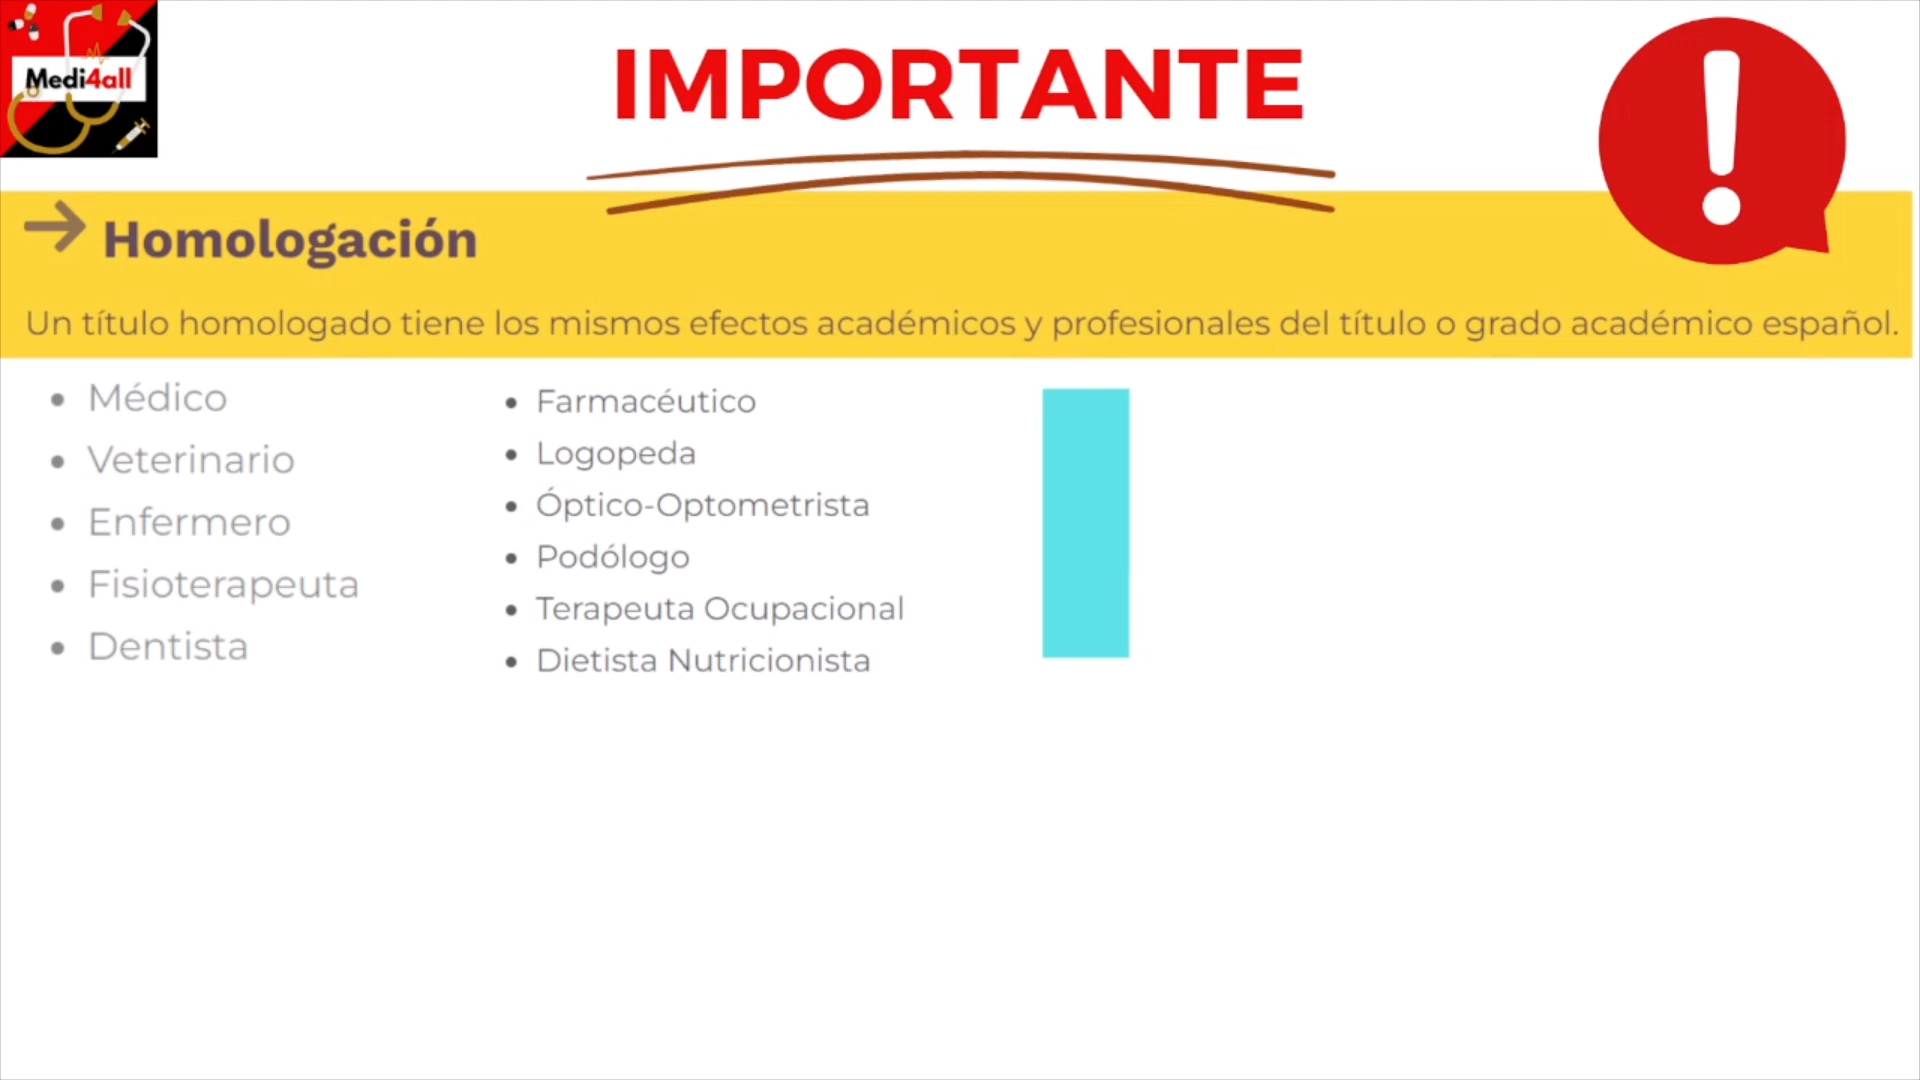 Medi4all
IMPORTANTE
Homologación
Un título homologado tiene los mismos efectos académicos y profesionales del título o grado académico español.
Médico
Veterinario
Enfermero
Fisioterapeuta
Dentista
Farmacéutico
Logopeda
Óptico-Optometrista
Podólogo
Terapeuta Ocupacional
Dietista Nutricionista